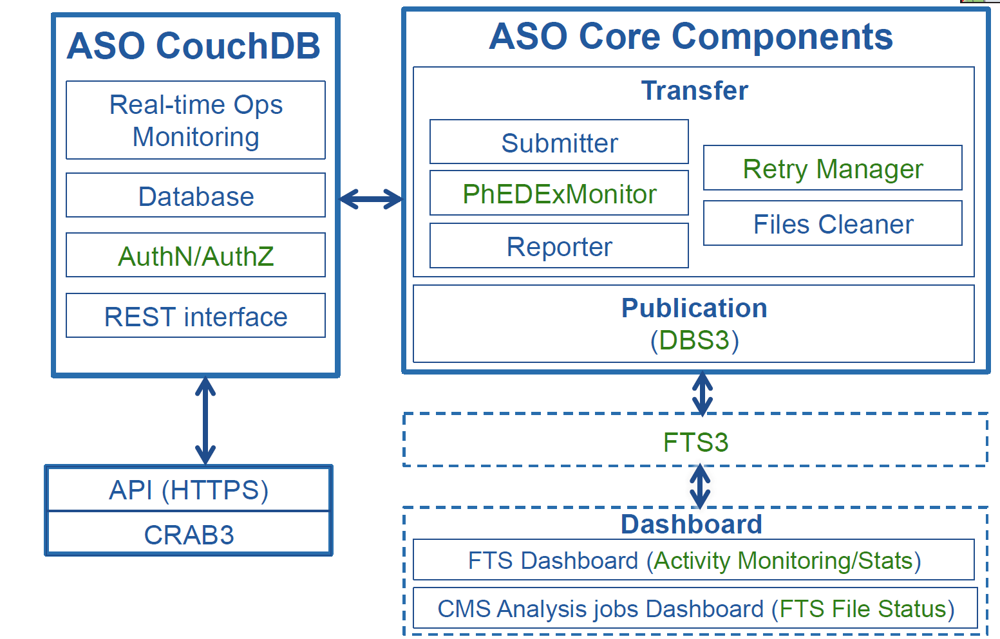 ASO CouchDB
Real-time Ops
Monitoring
Database
AuthN/AuthZ
REST interface
API (HTTPS)
CRAB3
ASO Core Components
Transfer
Submitter
PhEDExMonitor
Reporter
Retry Manager
Files Cleaner
Publication
(DBS3)
FTS3
Dashboard
FTS Dashboard (Activity Monitoring/Stats)
CMS Analysis jobs Dashboard (FTS File Status)